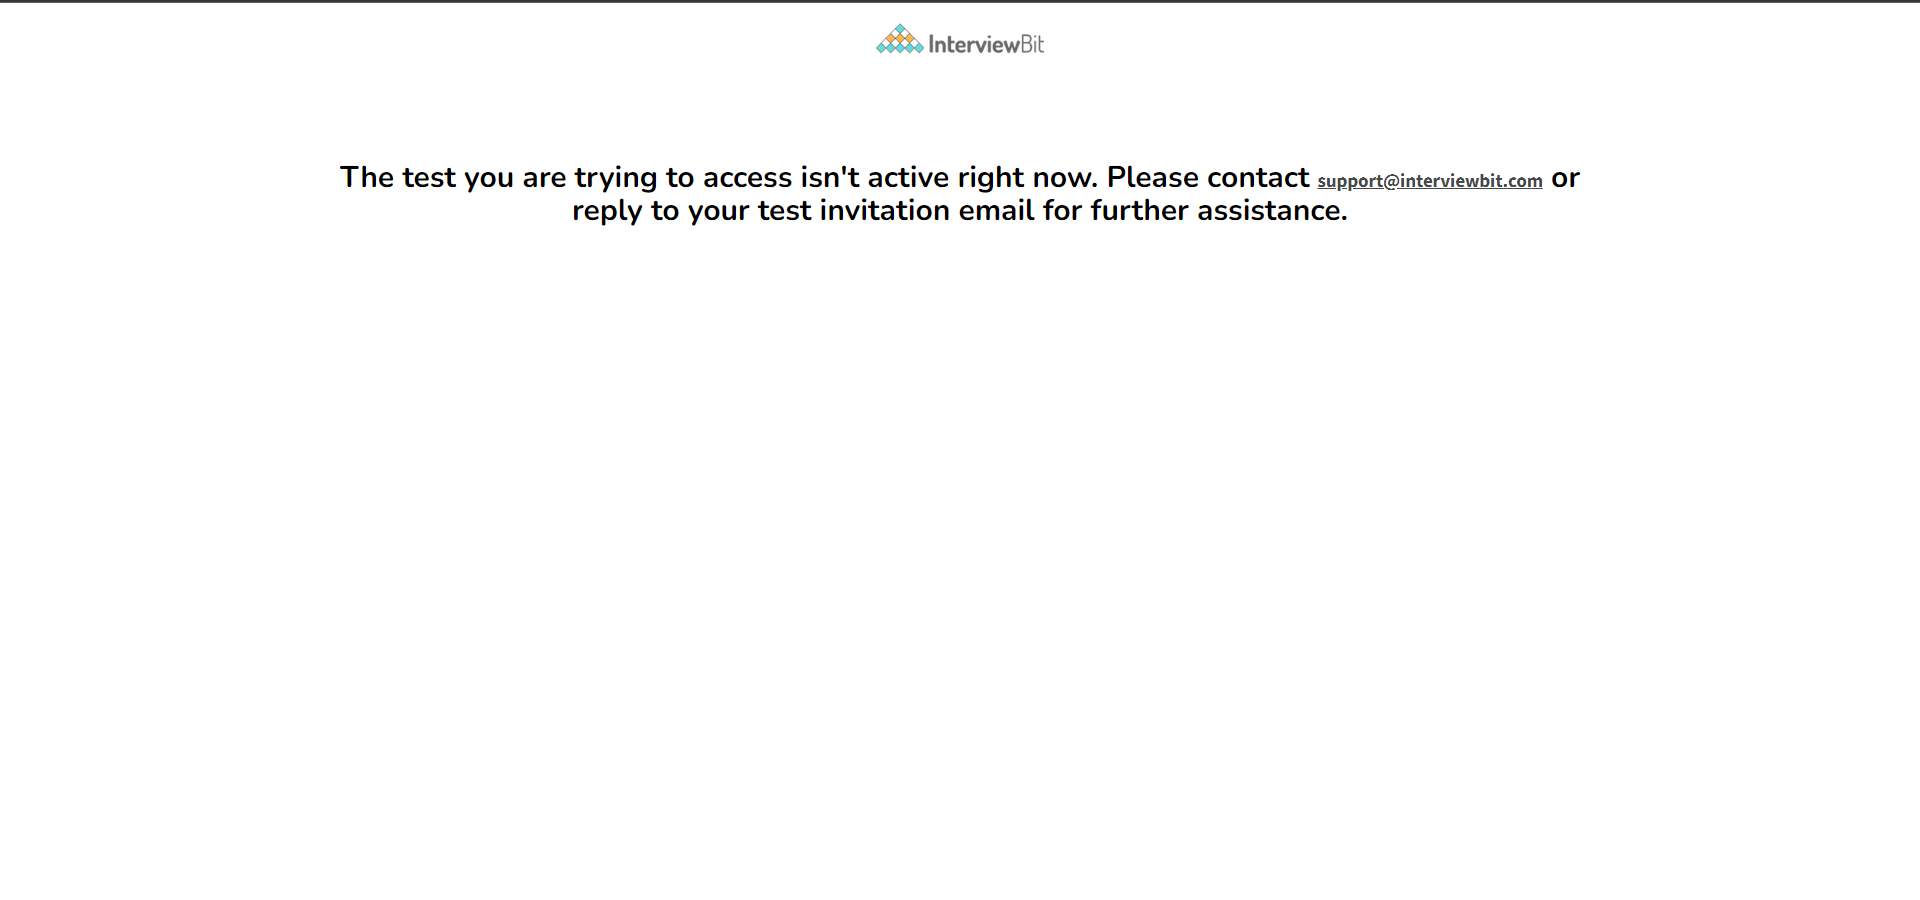 InterviewBit
The test you are trying to access isn't active right now. Please contact support@interviewbit.com or
reply to your test invitation email for further assistance.